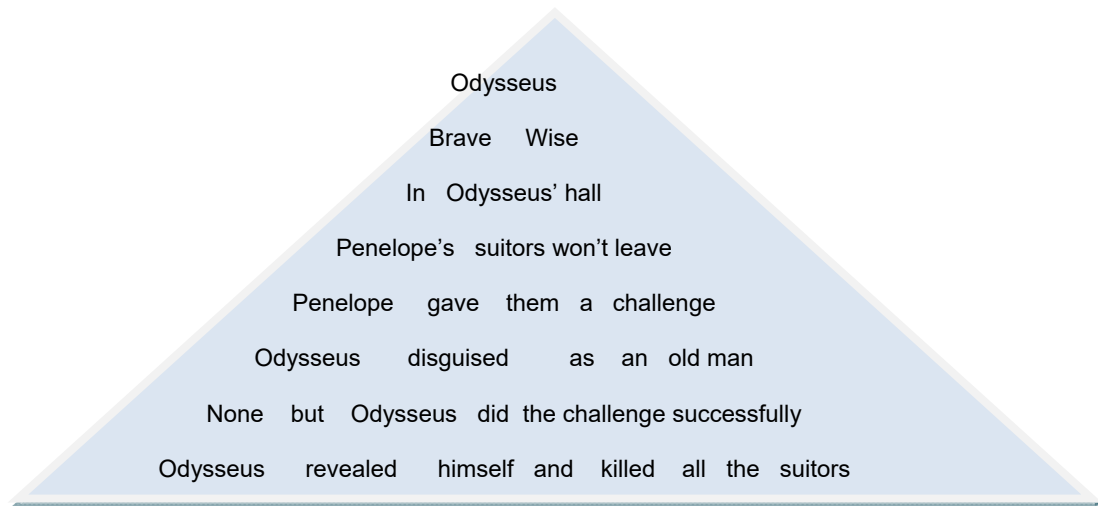 Odysseus
Brave Wise
In Odysseus’ hall
Penelope’s suitors won’t leave
Penelope gave them a challenge
Odysseus disguised as an old man
None but Odysseus did the challenge successfully
Odysseus revealed himself and killed all the suitors